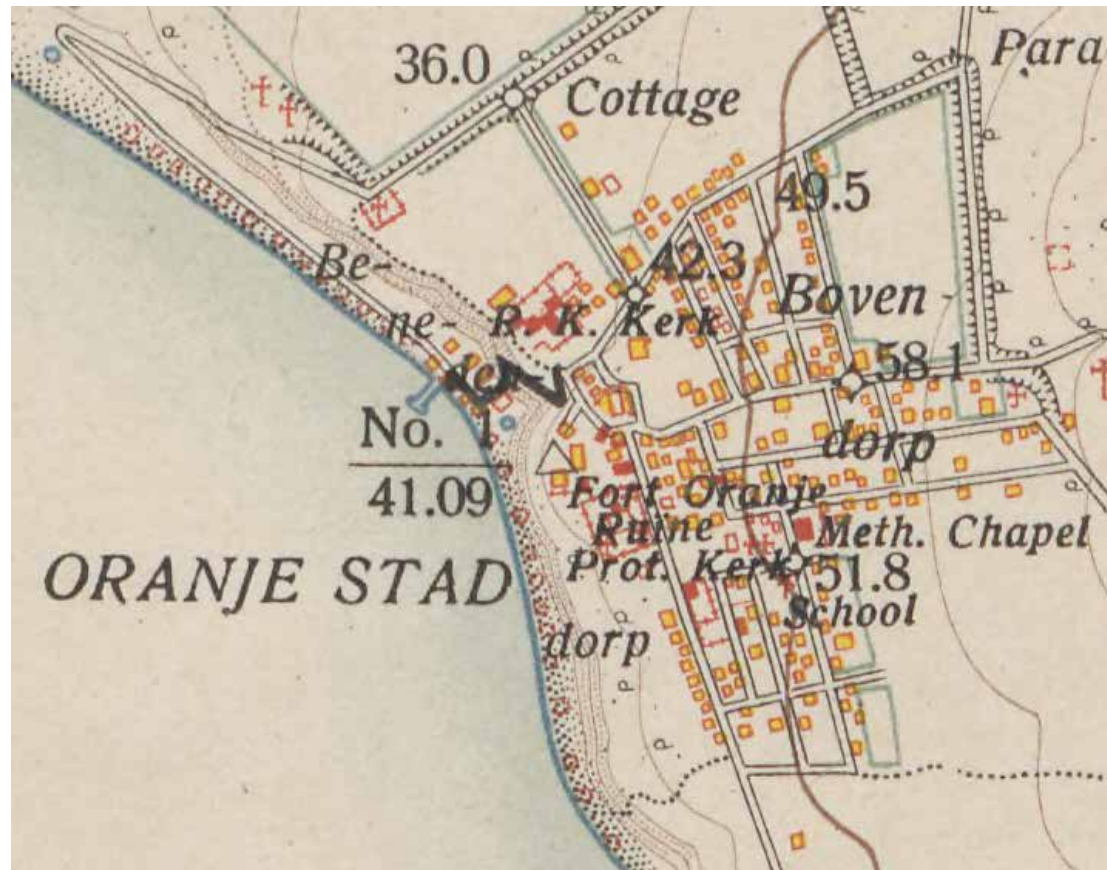 36.0
Cottage
Para
49.5
Be-
42.3
Boven
ne-
R. K. Kerk
den-
58.1
No. 1
41.09
dorp
Fort Oranje
Ruine
Meth. Chapel
Prot. Kerk
51.8
ORANJE STAD
School
dorp